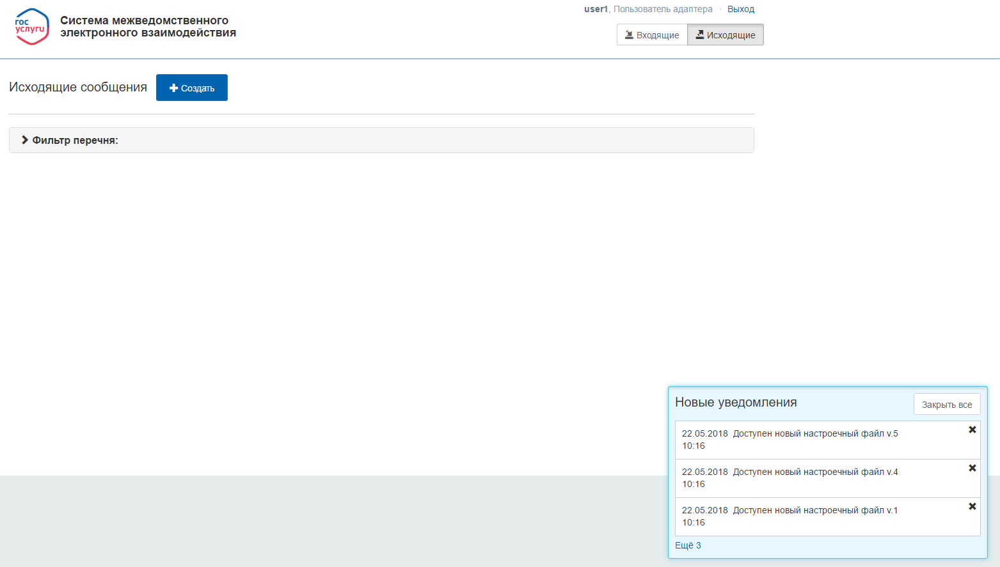 гос
услуги
Система межведомственного
электронного взаимодействия
user1, Пользователь адаптера · Выход
Входящие Исходящие
Исходящие сообщения Создать
Фильтр перечня:
Новые уведомления Закрыть все
22.05.2018 Доступен новый настроечный файл v.5
10:16
22.05.2018 Доступен новый настроечный файл v.4
10:16
22.05.2018 Доступен новый настроечный файл v.1
10:16
Ещё 3